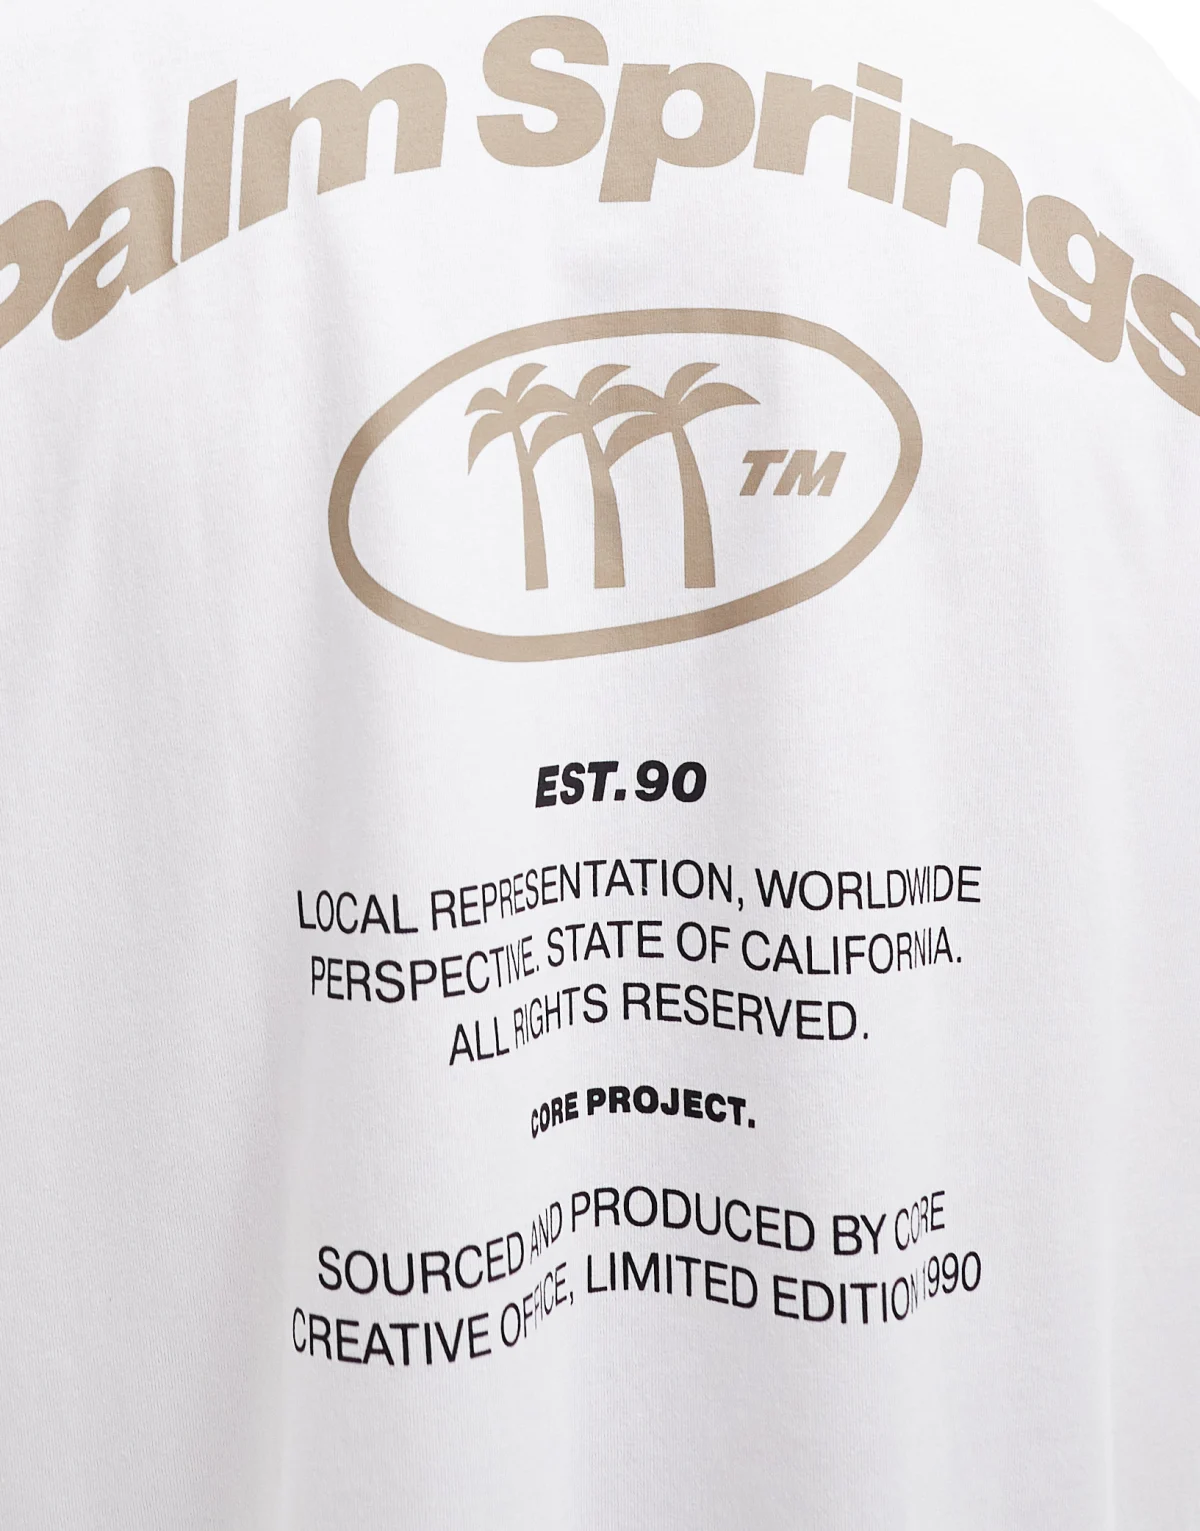 palm Springs
TM
EST.90
LOCAL REPRESENTATION, WORLDWIDE
PERSPECTIVE. STATE OF CALIFORNIA.
ALL RIGHTS RESERVED.
CORE PROJECT.
SOURCED AND PRODUCED BY CORE
CREATIVE OFFICE, LIMITED EDITION 1990